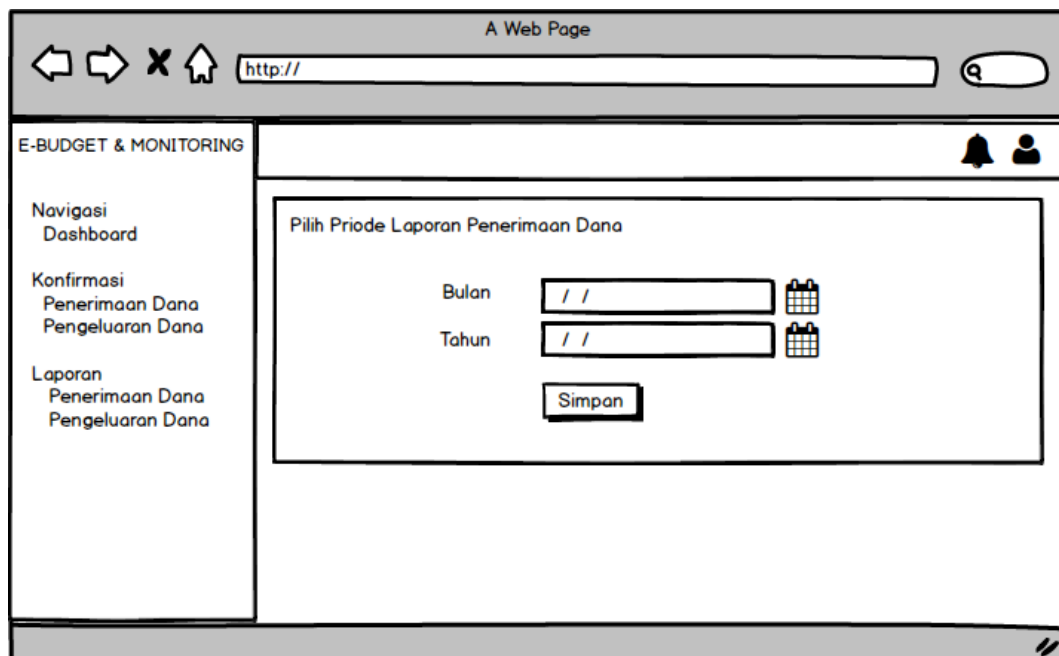 A Web Page
http://
E-BUDGET & MONITORING
Navigasi
Dashboard
Konfirmasi
Penerimaan Dana
Pengeluaran Dana
Laporan
Penerimaan Dana
Pengeluaran Dana
Pilih Priode Laporan Penerimaan Dana
Bulan / /
Tahun / /
Simpan